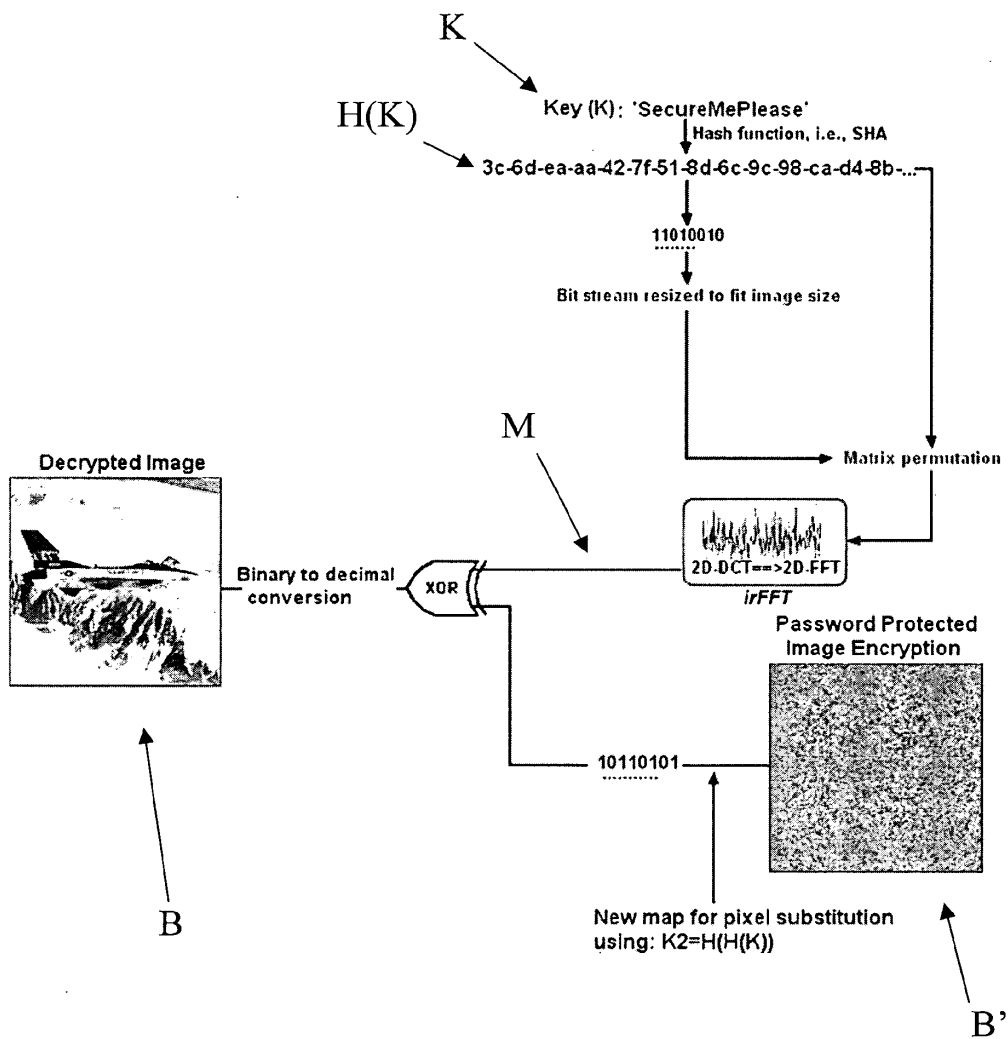 K
Key (K): 'SecureMePlease'
H(K)
Hash function, i.e., SHA
3c-6d-ea-aa-42-7f-51-8d-6c-9c-98-ca-d4-8b-...
11010010
Bit stream resized to fit image size
M
Matrix permutation
Decrypted Image
2D-DCT==>2D-FFT
irFFT
XOR
Binary to decimal
conversion
Password Protected
Image Encryption
10110101
New map for pixel substitution
using: K2=H(H(K))
B
B'